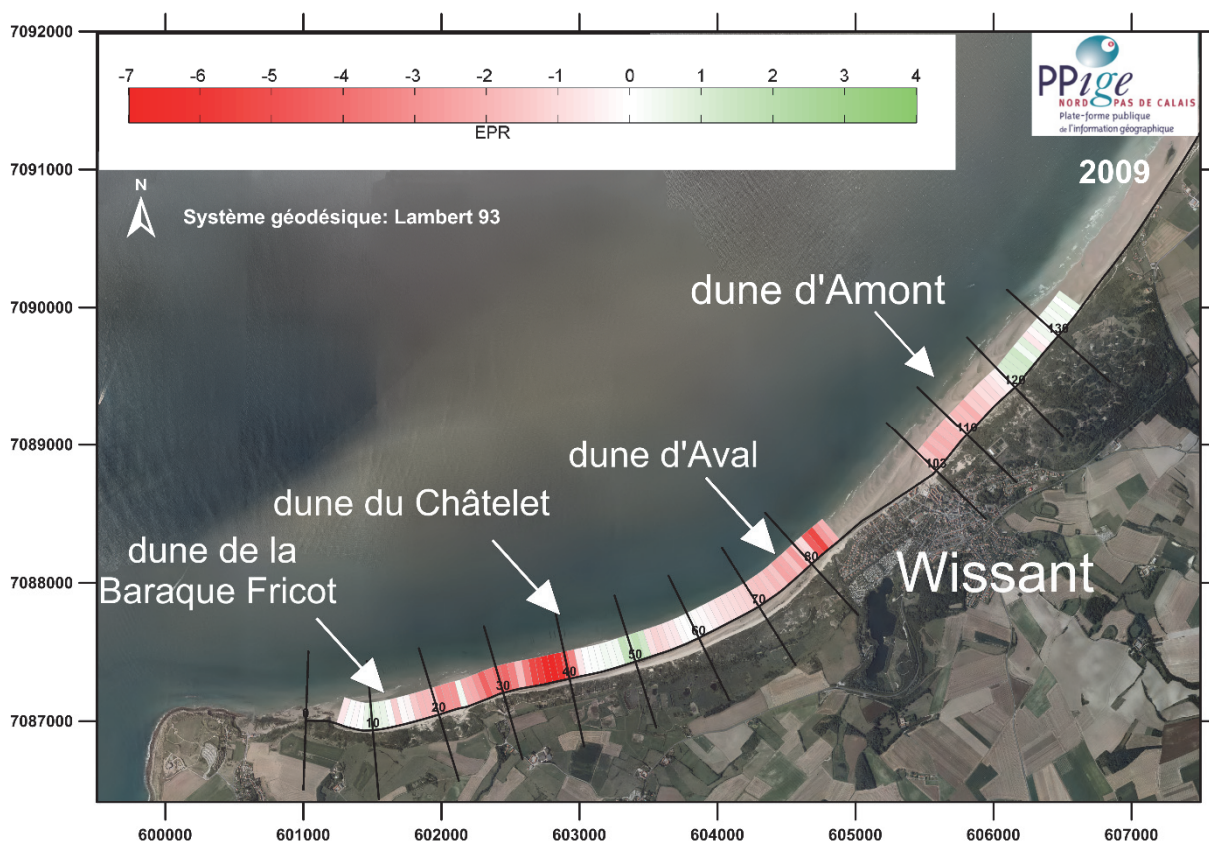 7092000
7091000
7090000
7089000
7088000
7087000
-7 -6 -5 -4 -3 -2 -1 0 1 2 3 4
EPR
PPige
NORD PAS DE CALAIS
Plate-forme publique
de l'information géographique
2009
N
Système géodésique: Lambert 93
dune d'Amont
dune d'Aval
dune du Châtelet
dune de la
Baraque Fricot
Wissant
0
10
20
30
40
50
60
70
80
103
110
120
130
600000 601000 602000 603000 604000 605000 606000 607000